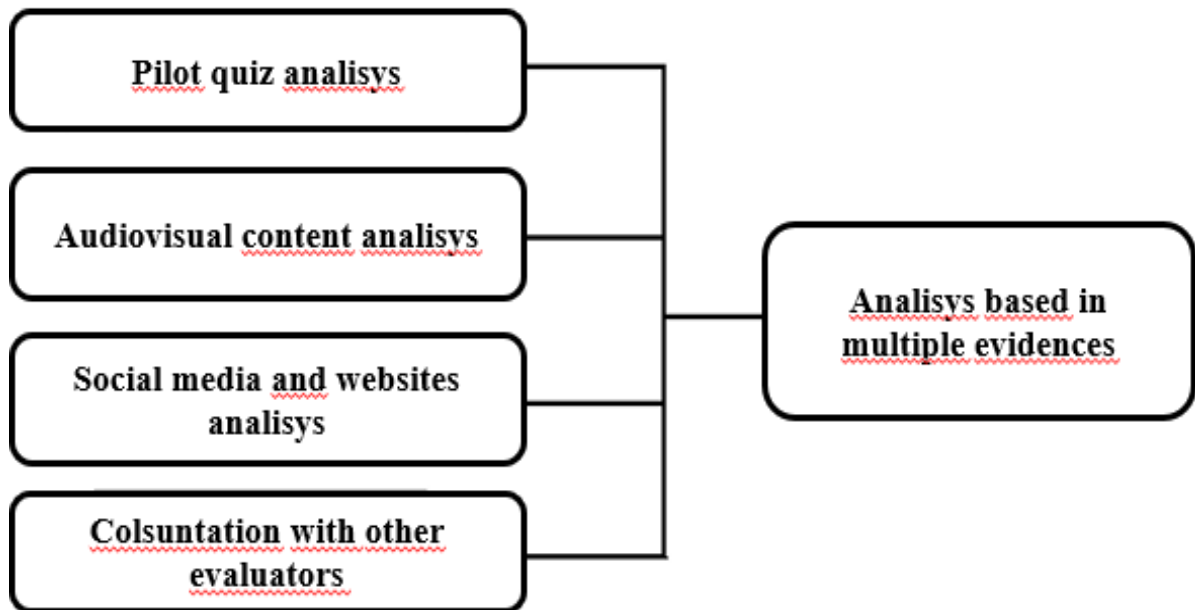 Pilot quiz analisys
Audiovisual content analisys
Social media and websites
analisys
Colsuntation with other
evaluators
Analisys based in
multiple evidences